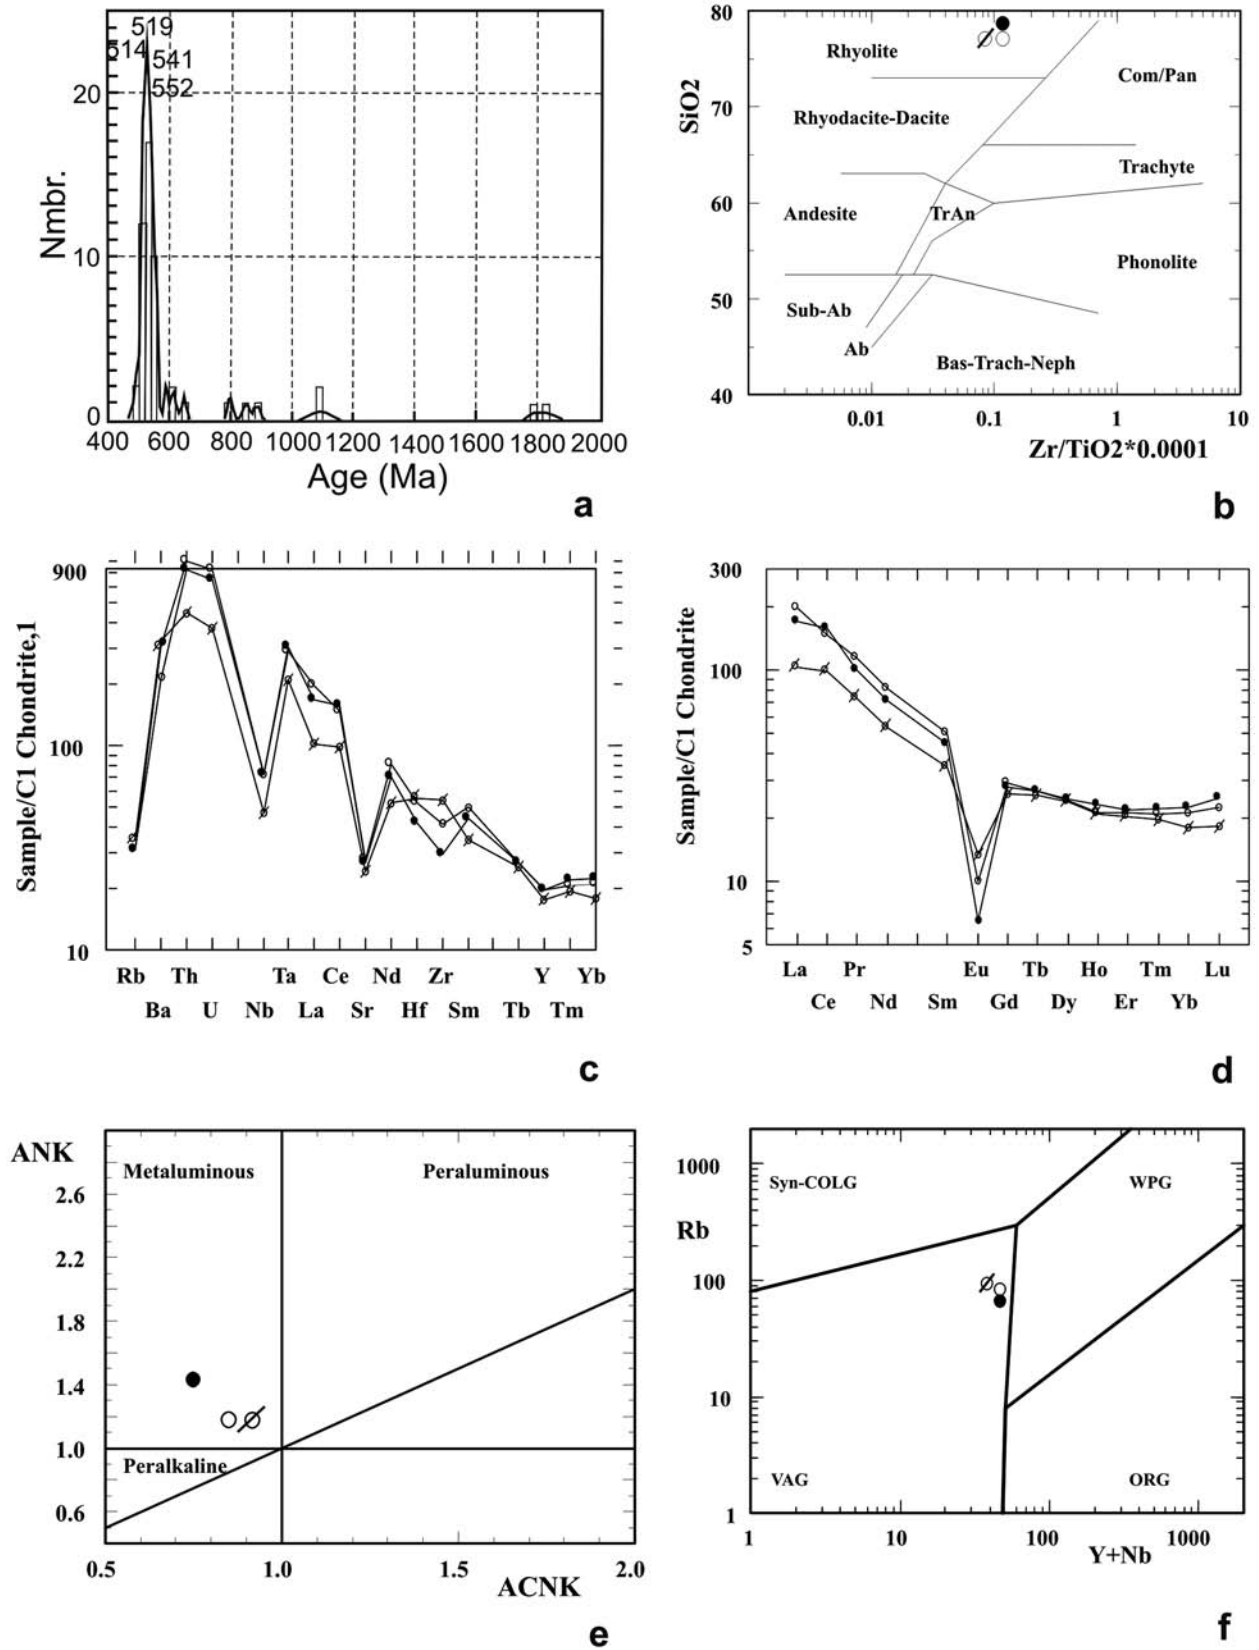 519
514
541
552
20
10
0
Nmbr.
400 600 800 1000 1200 1400 1600 1800 2000
Age (Ma)
a
80
70
60
50
40
SiO2
Rhyolite
Com/Pan
Rhyodacite-Dacite
Trachyte
Andesite
TrAn
Phonolite
Sub-Ab
Ab
Bas-Trach-Neph
0.01 0.1 1 10
Zr/TiO2*0.0001
b
900
100
10
Sample/C1 Chondrite,1
Rb Th Ta Ce Nd Zr Y Yb
Ba U Nb La Sr Hf Sm Tb Tm
c
300
100
10
5
Sample/C1 Chondrite
La Pr Eu Tb Ho Tm Lu
Ce Nd Sm Gd Dy Er Yb
d
ANK
Metaluminous
Peraluminous
2.6
2.2
1.8
1.4
1.0
Peralkaline
0.6
0.5 1.0 1.5 2.0
ACNK
e
1000
Syn-COLG
WPG
Rb
100
10
VAG
ORG
1
1 10 100 1000
Y+Nb
f